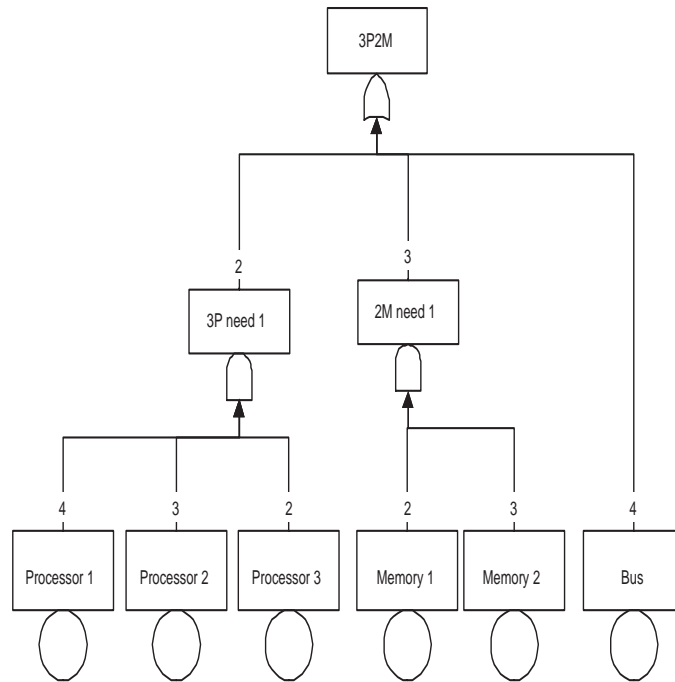 3P2M
2
3
3P need 1
2M need 1
4
3
2
2
3
4
Processor 1
Processor 2
Processor 3
Memory 1
Memory 2
Bus